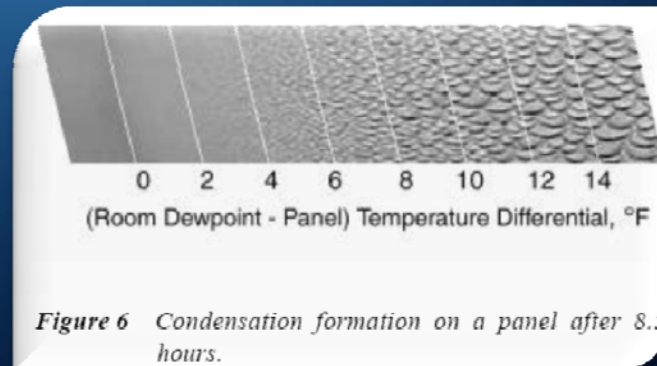 0 2 4 6 8 10 12 14
(Room Dewpoint - Panel) Temperature Differential, °F
Figure 6 Condensation formation on a panel after 8.
hours.